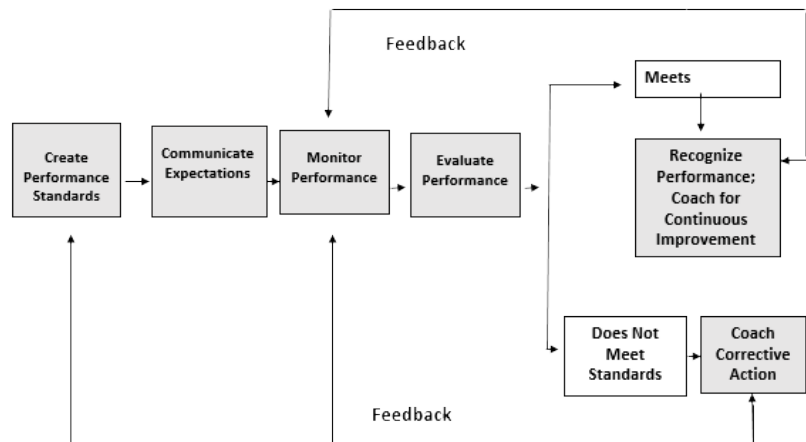 Feedback
Meets
Create
Performance
Standards
Communicate
Expectations
Monitor
Performance
Evaluate
Performance
Recognize
Performance;
Coach for
Continuous
Improvement
Does Not
Meet
Standards
Coach
Corrective
Action
Feedback